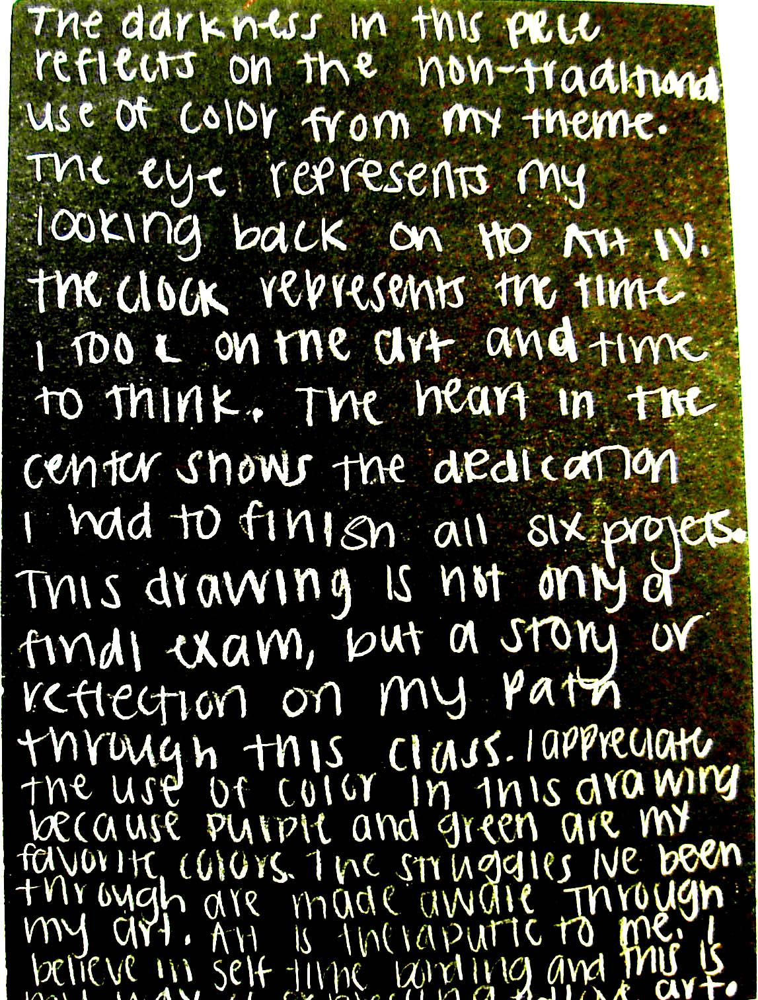 The darkness in this piece
reflects on the non-traditional
use of color from my theme.
The eye represents my
looking back on HO Art IV.
The clock represents the time
I took on the art and time
to think. The heart in the
center shows the dedication
I had to finish all six projets.
This drawing is not only a
final exam, but a story or
reflection on my path
through this class. I appreciate
the use of color in this drawing
because purple and green are my
favorite colors. The struggles Ive been
through are made awale through
my art. Art is theraputic to me. I
believe in self time bonding and this is
my way of expressing art.